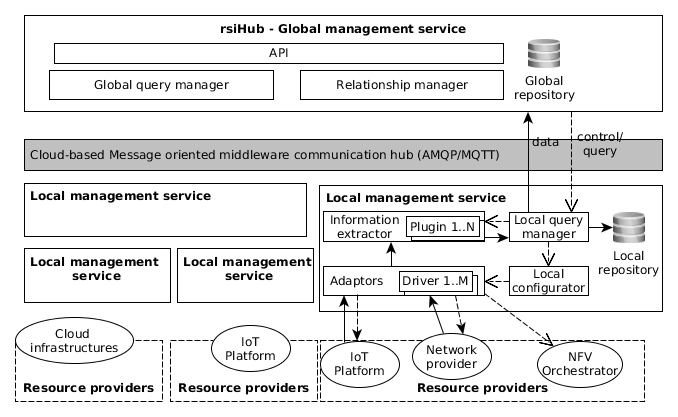 rsiHub - Global management service
API
Global query manager
Relationship manager
Global
repository
data
control/
query
Cloud-based Message oriented middleware communication hub (AMQP/MQTT)
Local management service
Local management service
Information
extractor
Plugin 1..N
Local query
manager
Local
repository
Local management
service
Local management
service
Adaptors
Driver 1..M
Local
configurator
Cloud
infrastructures
Resource providers
IoT
Platform
Resource providers
IoT
Platform
Network
provider
NFV
Orchestrator
Resource providers